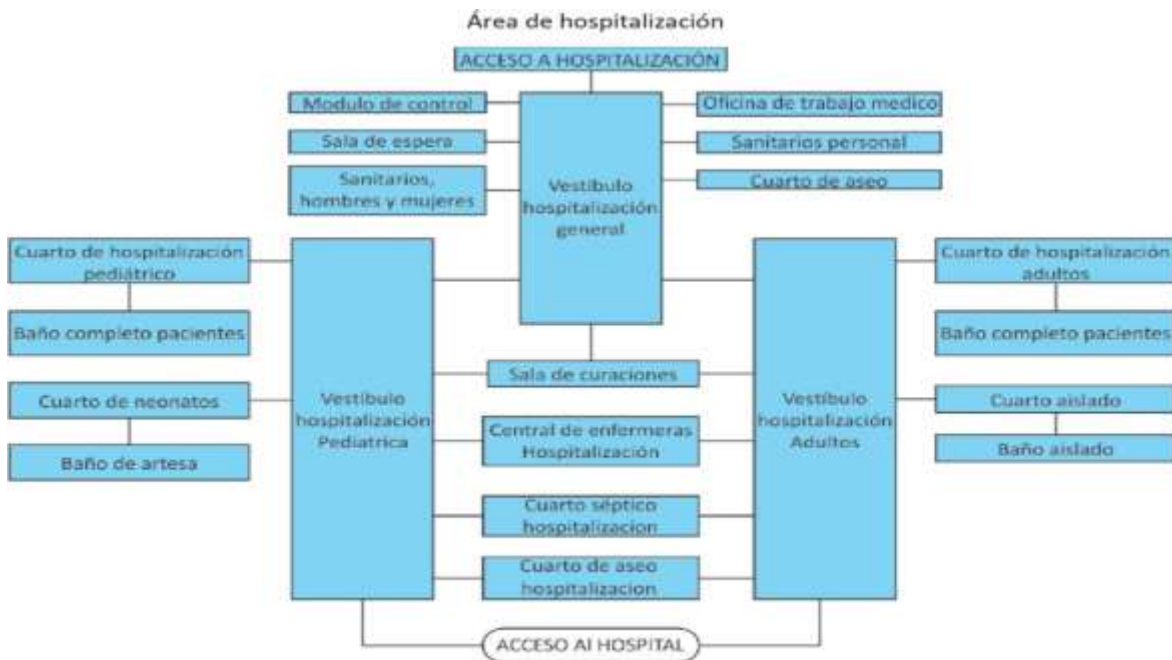 Área de hospitalización
ACCESO A HOSPITALIZACIÓN
Modulo de control
Oficina de trabajo medico
Sala de espera
Sanitarios personal
Sanitarios,
hombres y mujeres
Cuarto de aseo
Vestíbulo
hospitalización
general
Cuarto de hospitalización
pediátrico
Cuarto de hospitalización
adultos
Baño completo pacientes
Baño completo pacientes
Sala de curaciones
Cuarto de neonatos
Vestíbulo
hospitalización
Pediatrica
Central de enfermeras
Hospitalización
Vestíbulo
hospitalización
Adultos
Cuarto aislado
Baño de artesa
Baño aislado
Cuarto séptico
hospitalizacion
Cuarto de aseo
hospitalizacion
ACCESO Al HOSPITAL